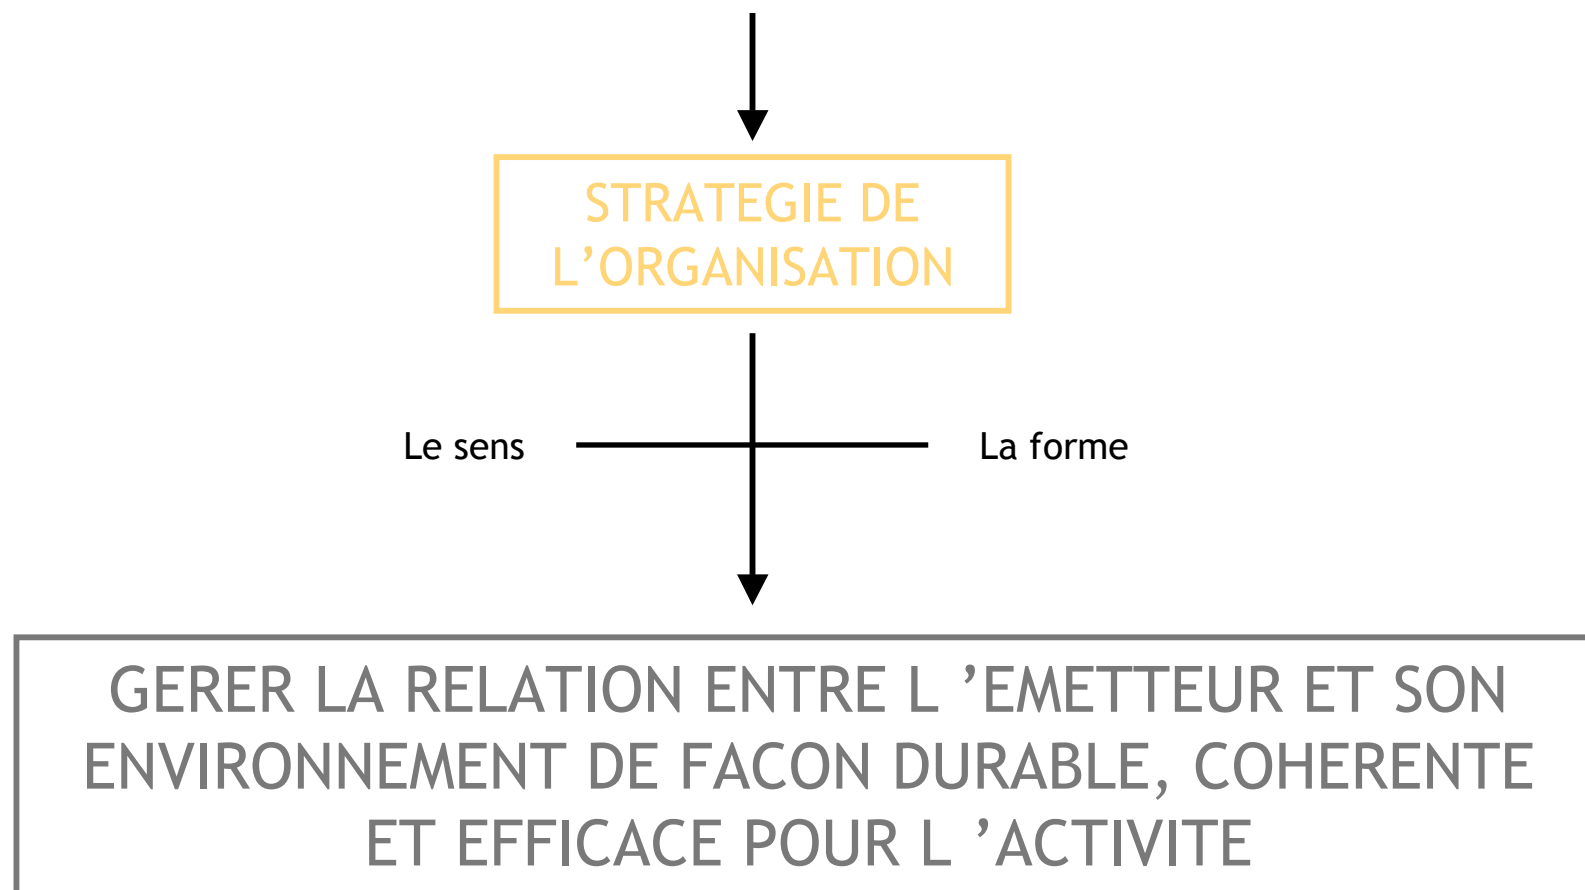 STRATEGIE DE
L’ORGANISATION
Le sens
La forme
GERER LA RELATION ENTRE L ’EMETTEUR ET SON
ENVIRONNEMENT DE FACON DURABLE, COHERENTE
ET EFFICACE POUR L ’ACTIVITE